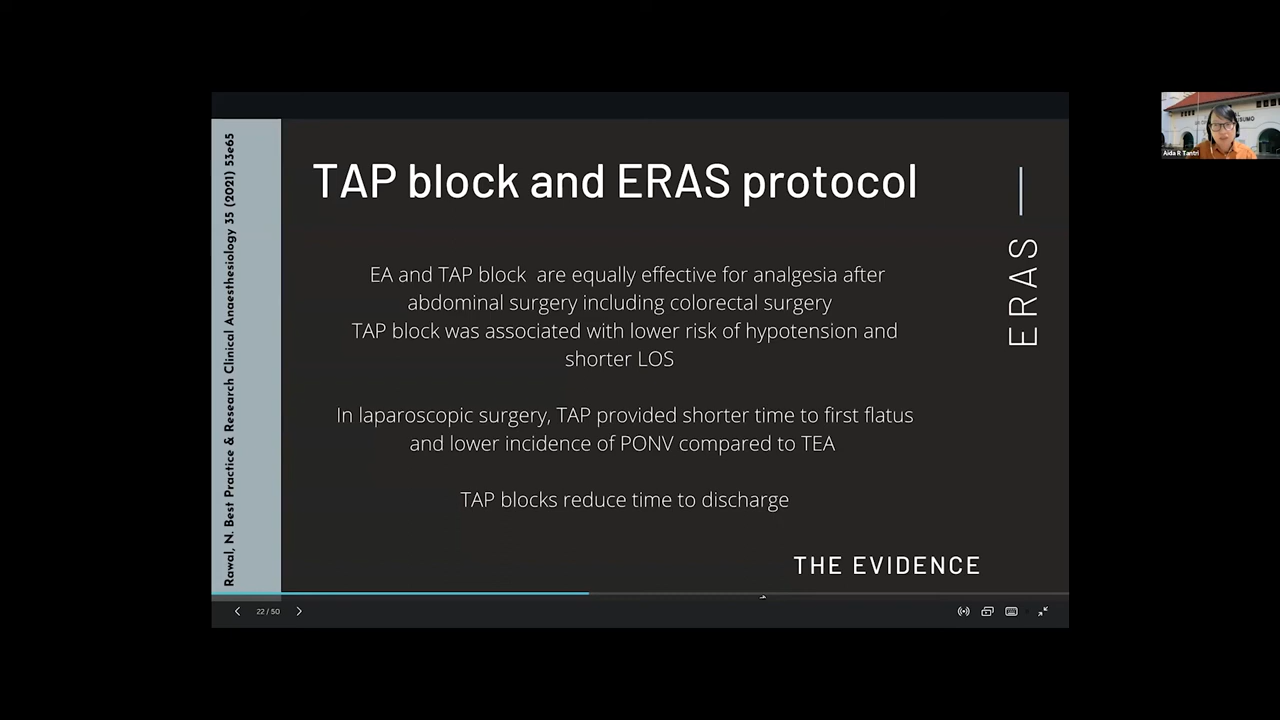 Rawal, N. Best Practice & Research Clinical Anaesthesiology 35 (2021) 53e65
TAP block and ERAS protocol
EA and TAP block are equally effective for analgesia after
abdominal surgery including colorectal surgery
TAP block was associated with lower risk of hypotension and
shorter LOS
In laparoscopic surgery, TAP provided shorter time to first flatus
and lower incidence of PONV compared to TEA
TAP blocks reduce time to discharge
ERAS
THE EVIDENCE
22 / 50
Aida R Tantri